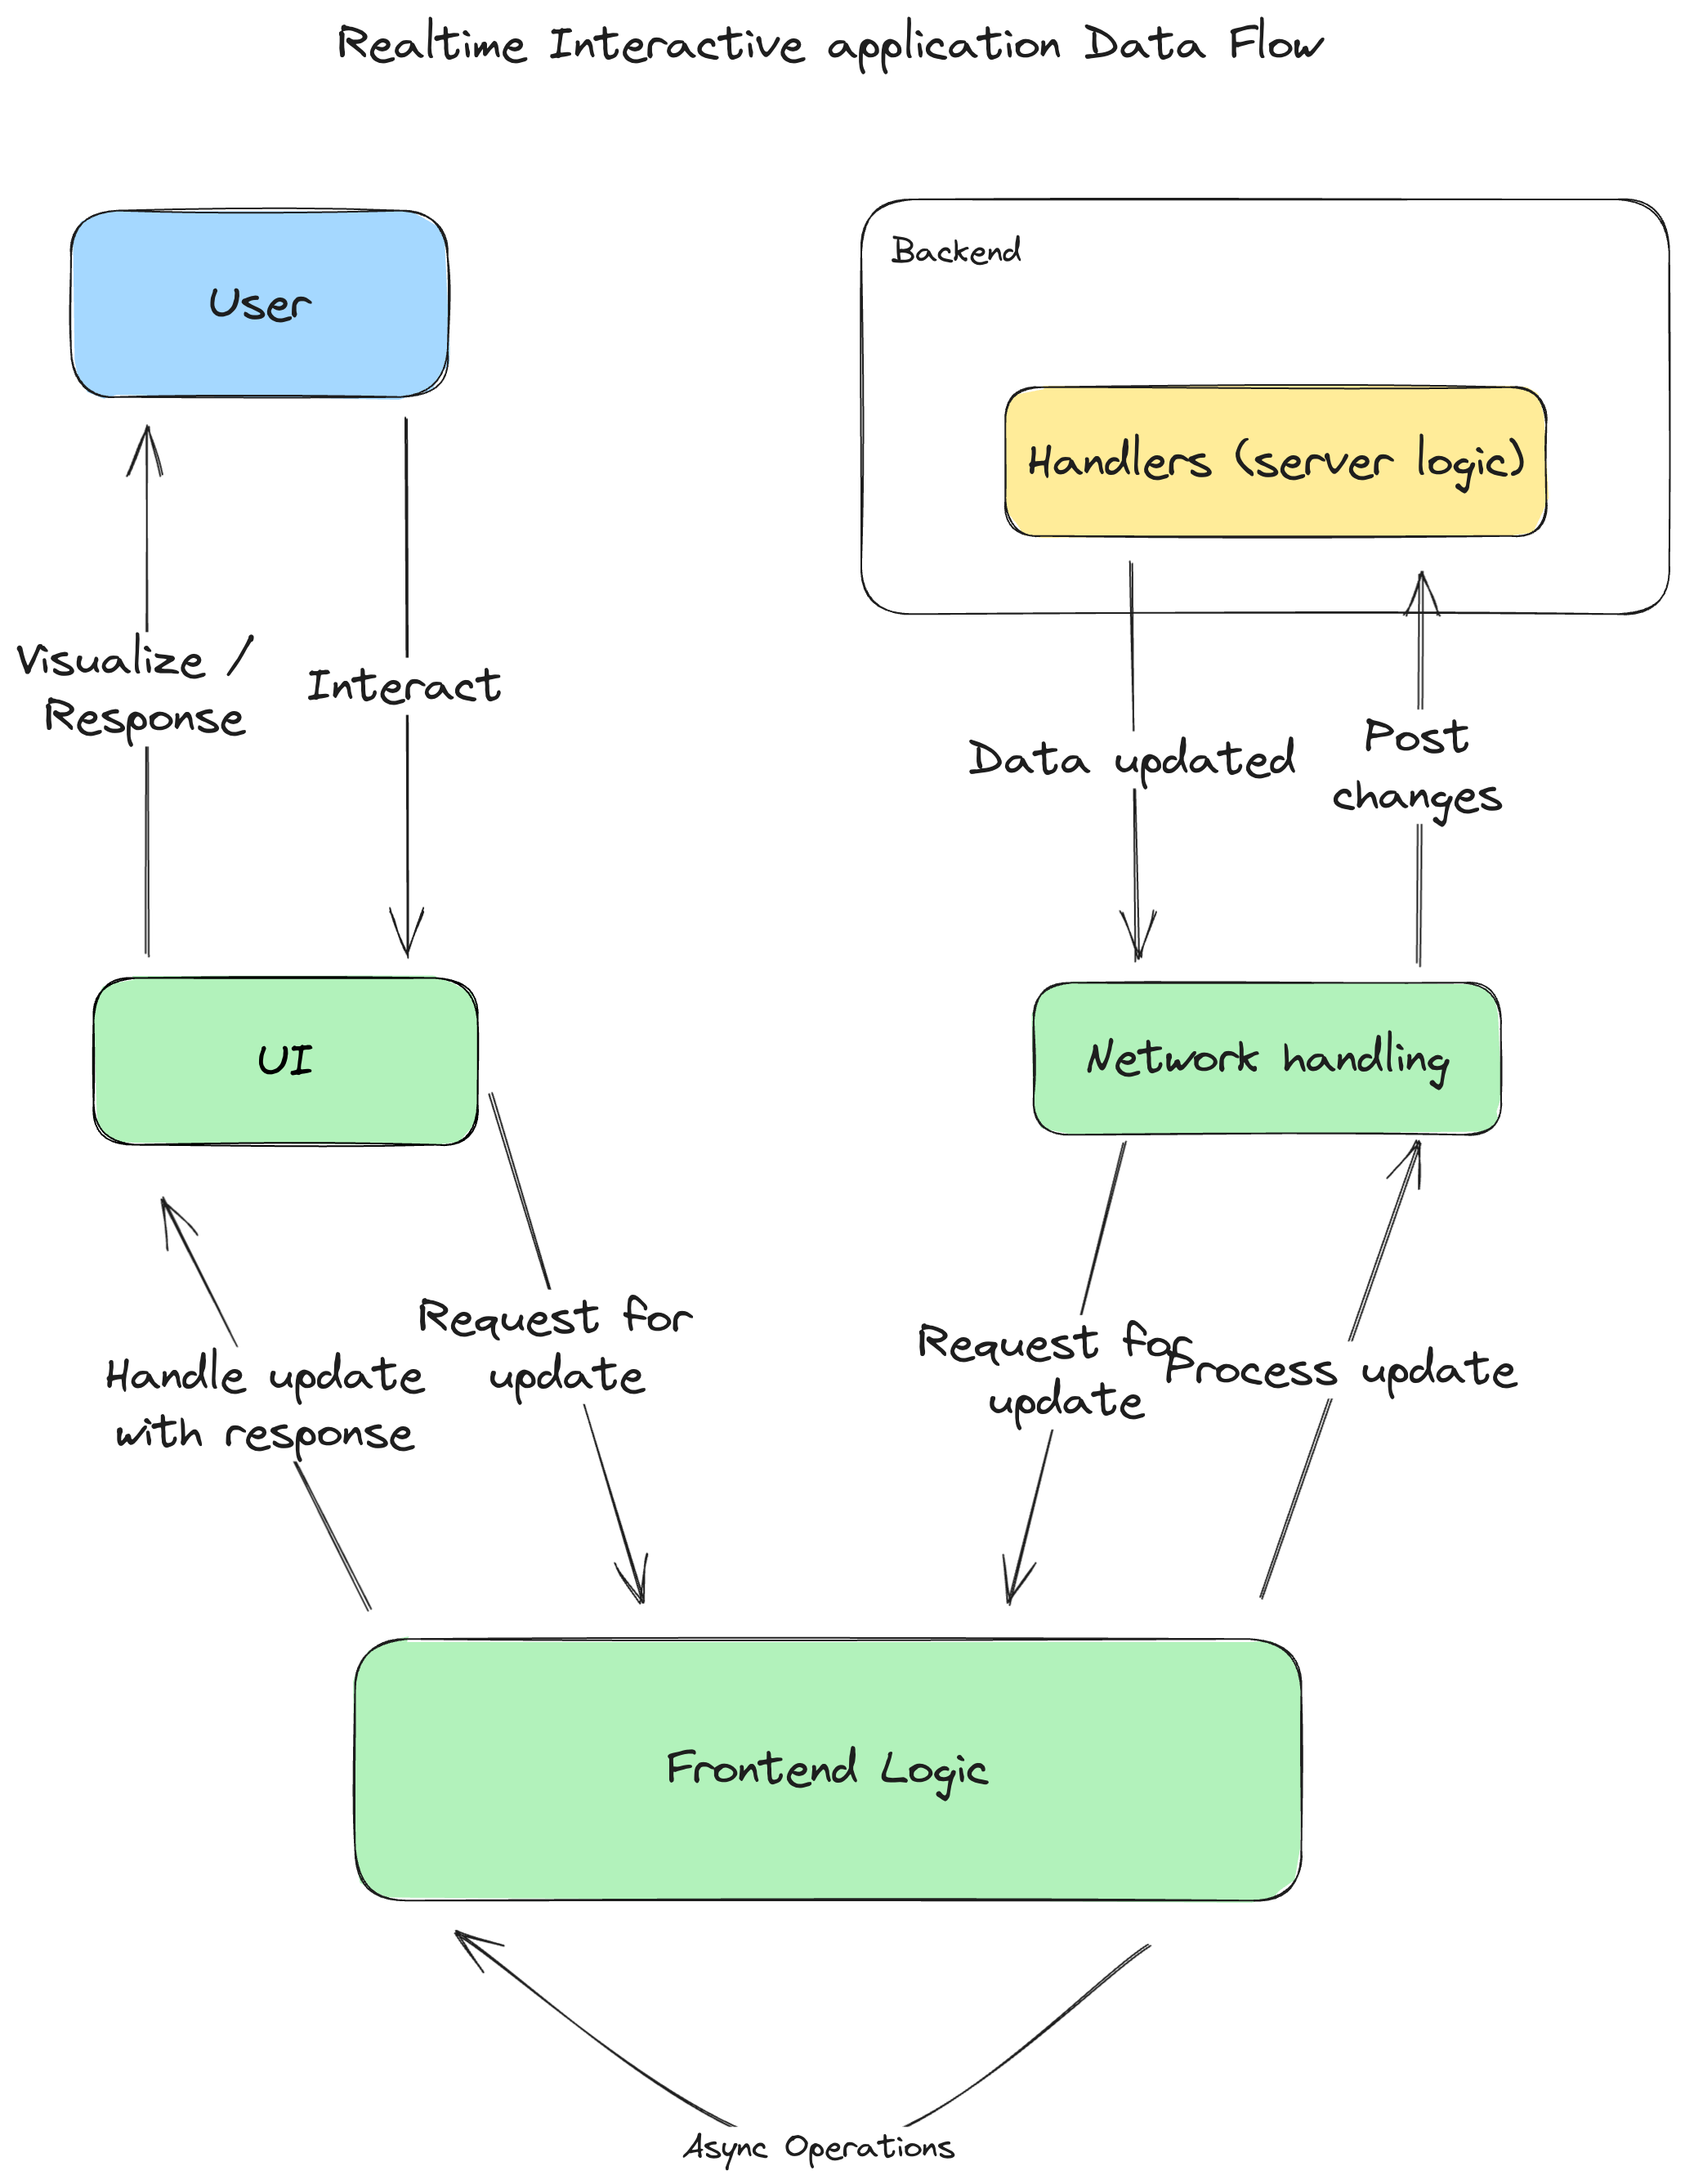 Realtime Interactive application Data Flow
Backend
User
Handlers (server logic)
Visualize /
Response
Interact
Data updated
Post
changes
UI
Network handling
Request for
update
Handle update
with response
Request for
update
Process update
Frontend Logic
Async Operations